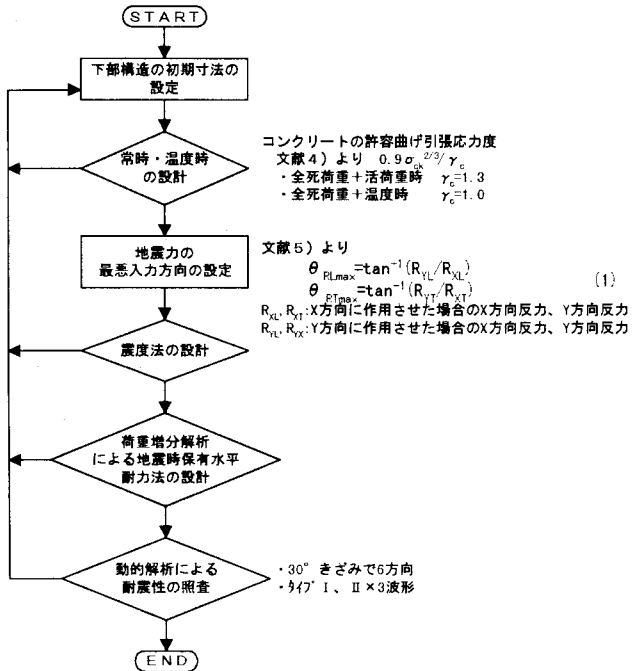 START
下部構造の初期寸法の
設定
常時・温度時
の設計
コンクリートの許容曲げ引張応力度
文献4）より 0.9σck^2/3/γc
・全死荷重＋活荷重時 γc=1.3
・全死荷重＋温度時 γc=1.0
地震力の
最悪入力方向の設定
文献5）より
θRLmax=tan^-1(RYL/RXL)
θRTmax=tan^-1(RYT/RXT)
(1)
RXL, RXT:X方向に作用させた場合のX方向反力、Y方向反力
RYL, RYX:Y方向に作用させた場合のX方向反力、Y方向反力
震度法の設計
荷重増分解析
による地震時保有水平
耐力法の設計
動的解析による
耐震性の照査
・30°きざみで6方向
・ﾀｲﾌﾟⅠ、Ⅱ×3波形
END